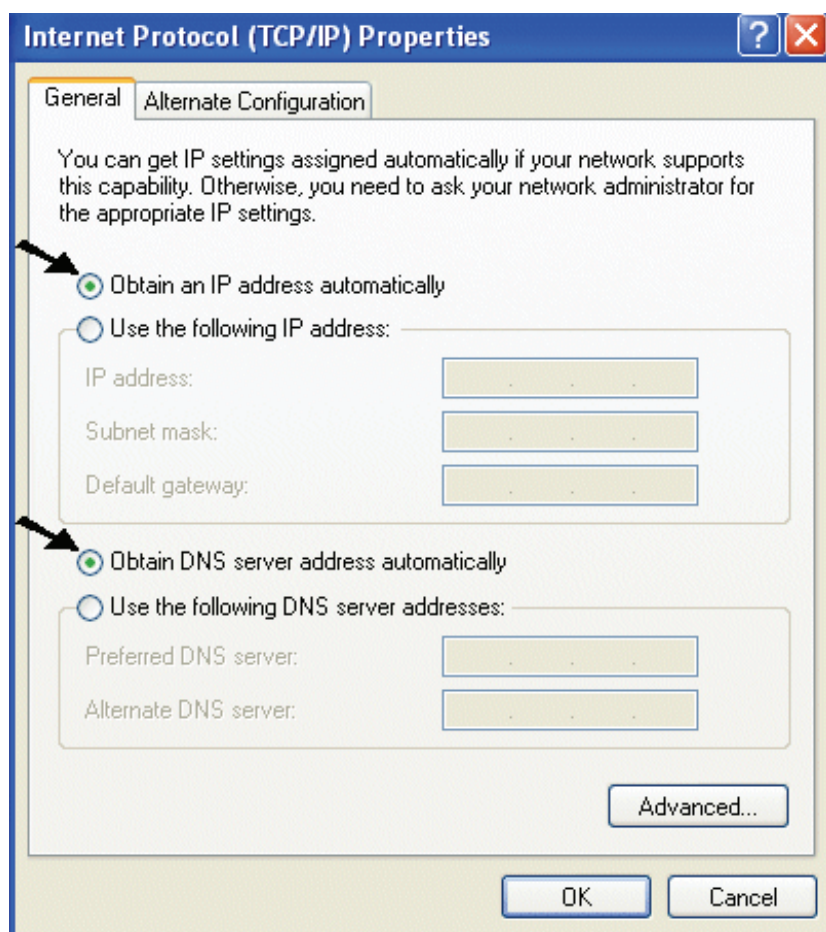 Internet Protocol (TCP/IP) Properties
General
Alternate Configuration
You can get IP settings assigned automatically if your network supports
this capability. Otherwise, you need to ask your network administrator for
the appropriate IP settings.
Obtain an IP address automatically
Use the following IP address:
IP address:
Subnet mask:
Default gateway:
Obtain DNS server address automatically
Use the following DNS server addresses:
Preferred DNS server:
Alternate DNS server:
Advanced...
OK
Cancel